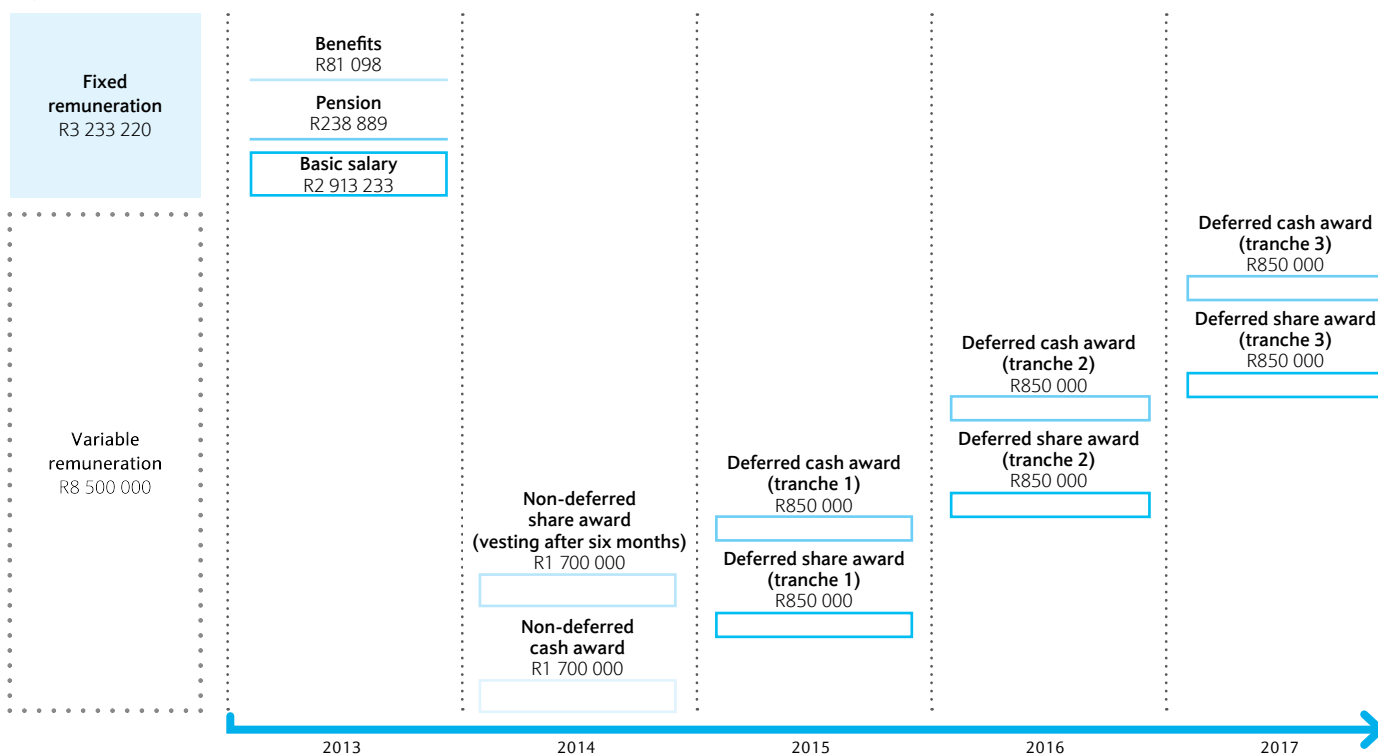 Fixed
remuneration
R3 233 220
Benefits
R81 098
Pension
R238 889
Basic salary
R2 913 233
Variable
remuneration
R8 500 000
Non-deferred
share award
(vesting after six months)
R1 700 000
Non-deferred
cash award
R1 700 000
Deferred cash award
(tranche 1)
R850 000
Deferred share award
(tranche 1)
R850 000
Deferred cash award
(tranche 2)
R850 000
Deferred share award
(tranche 2)
R850 000
Deferred cash award
(tranche 3)
R850 000
Deferred share award
(tranche 3)
R850 000
2013
2014
2015
2016
2017